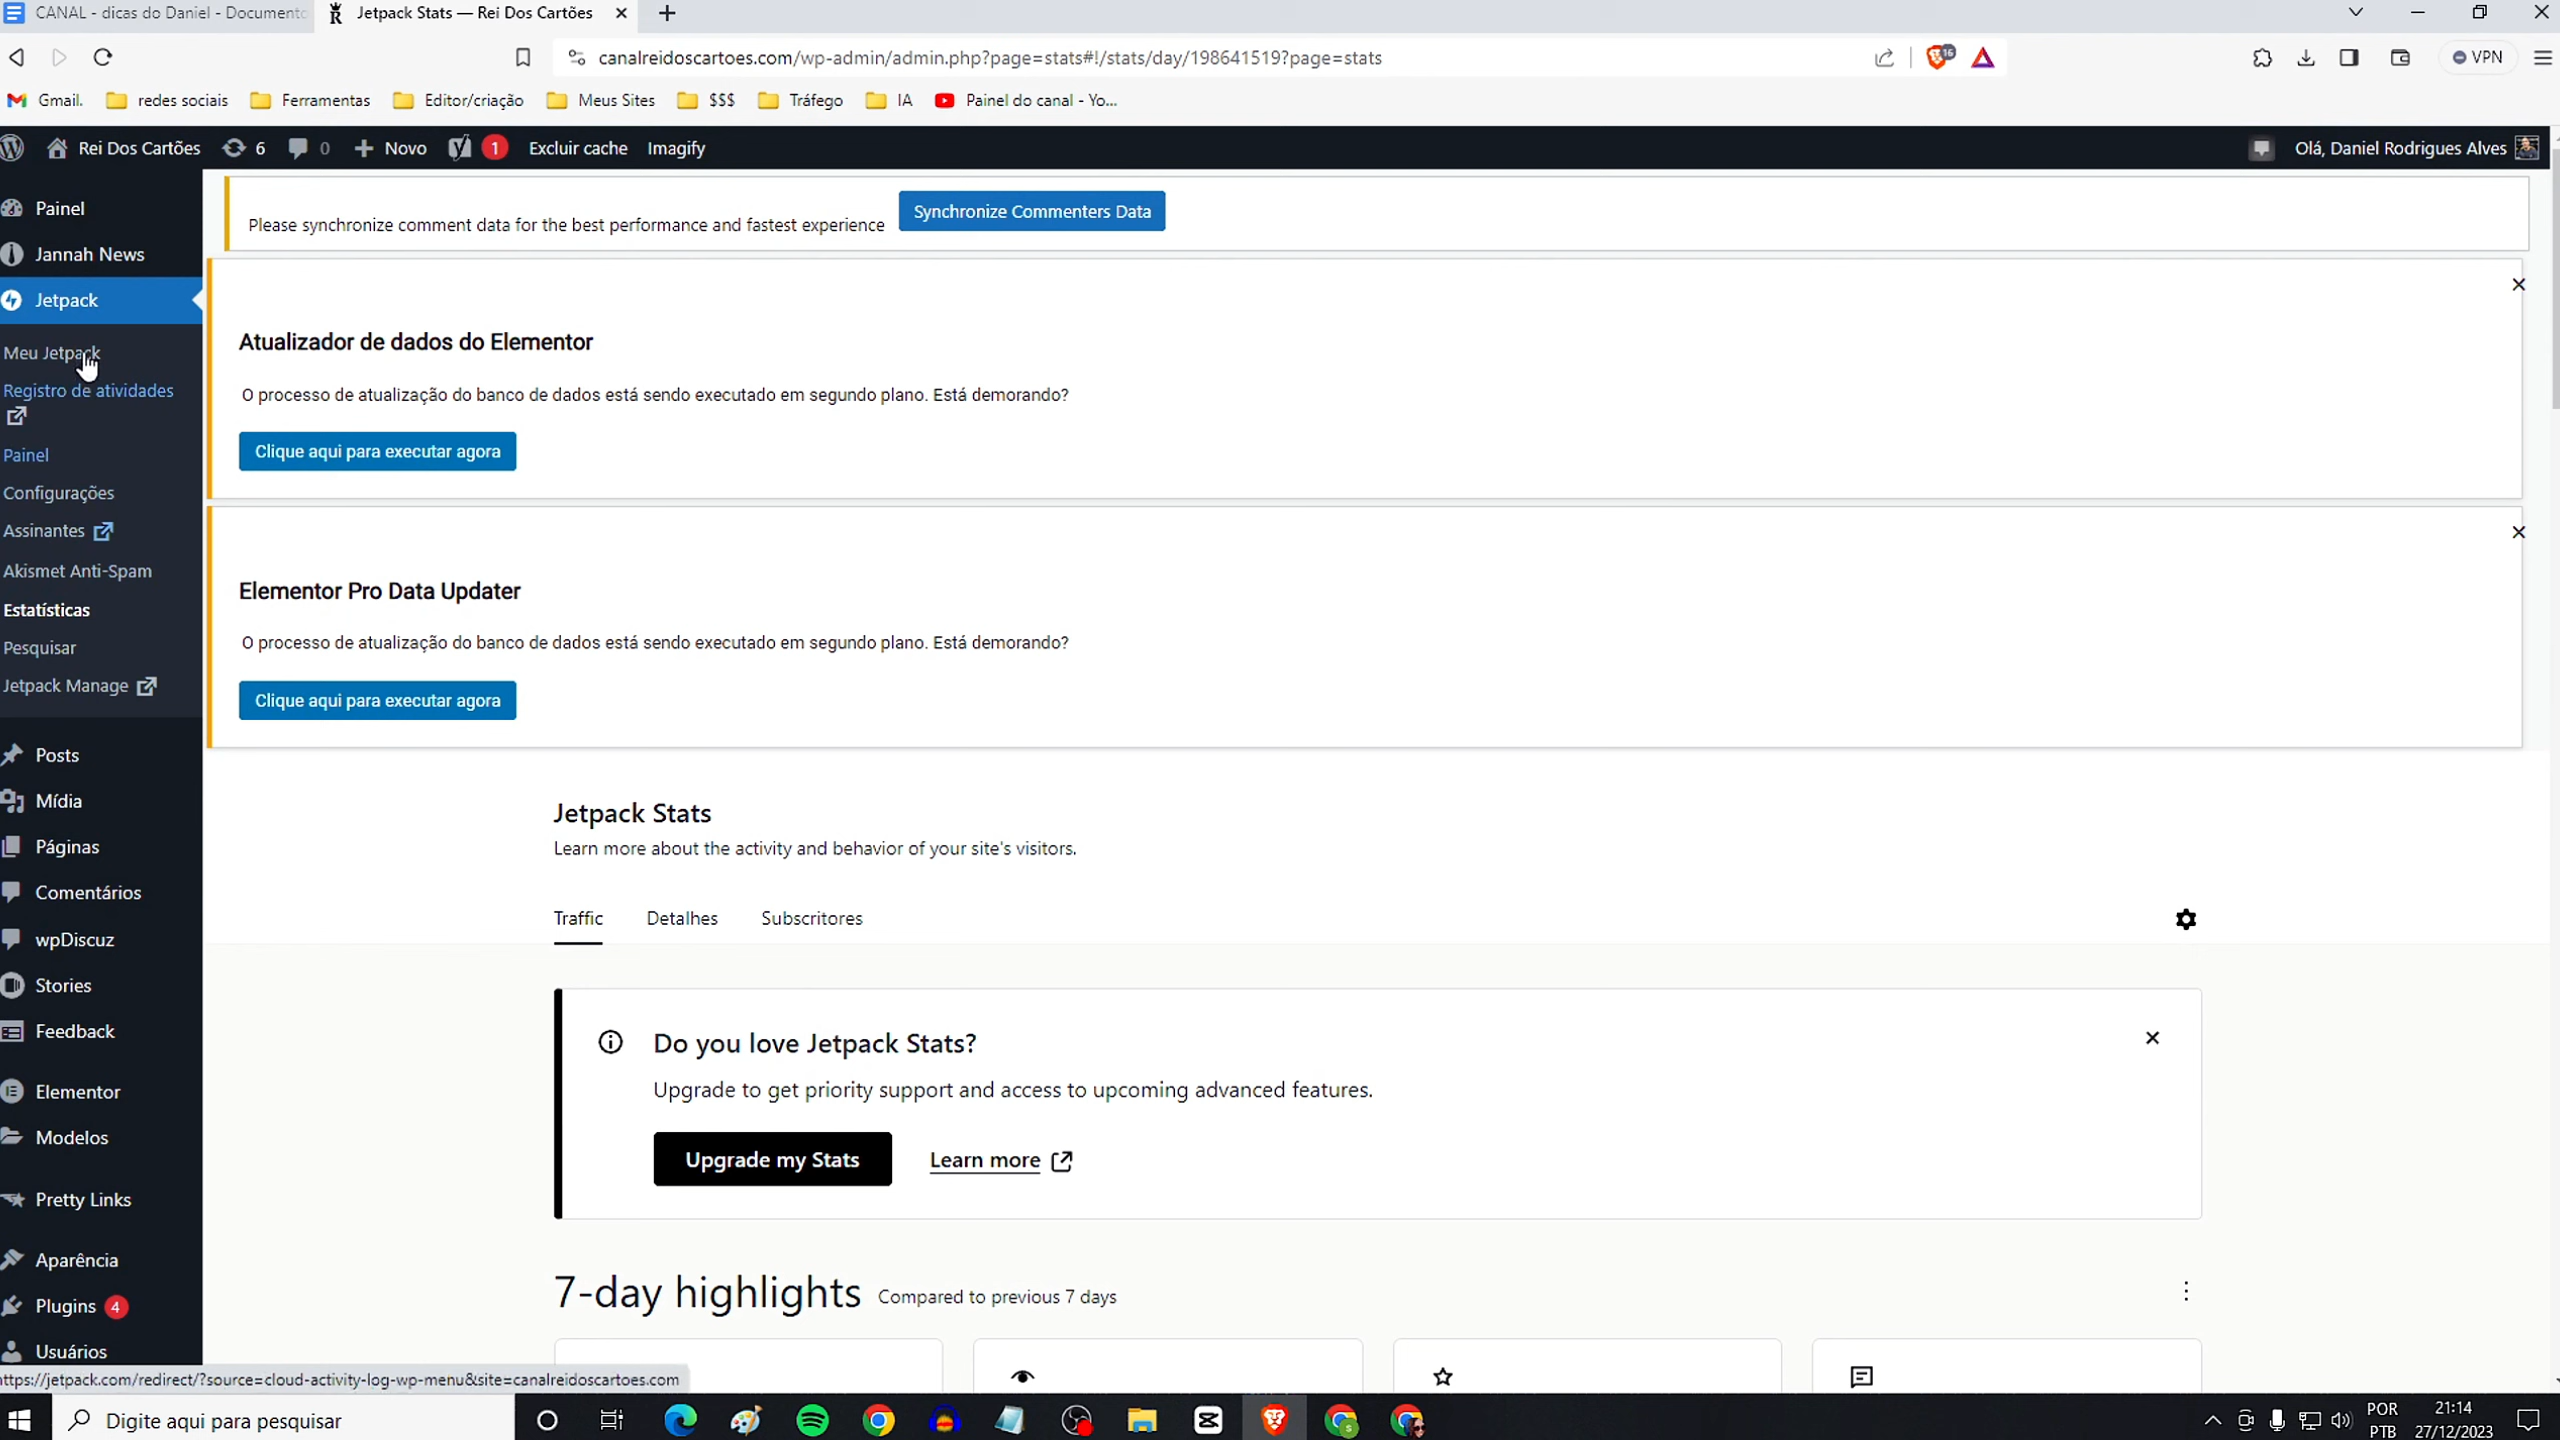 CANAL - dicas do Daniel - Documento
Jetpack Stats — Rei Dos Cartões
canalreidoscartoes.com/wp-admin/admin.php?page=stats#!/stats/day/198641519?page=stats
16
VPN
Gmail.
redes sociais
Ferramentas
Editor/criação
Meus Sites
$$$
Tráfego
IA
Painel do canal - Yo...
Rei Dos Cartões
6
0
Novo
1
Excluir cache
Imagify
Olá, Daniel Rodrigues Alves
Painel
Jannah News
Jetpack
Meu Jetpack
Registro de atividades
Painel
Configurações
Assinantes
Akismet Anti-Spam
Estatísticas
Pesquisar
Jetpack Manage
Posts
Mídia
Páginas
Comentários
wpDiscuz
Stories
Feedback
Elementor
Modelos
Pretty Links
Aparência
Plugins 4
Usuários
Please synchronize comment data for the best performance and fastest experience
Synchronize Commenters Data
Atualizador de dados do Elementor
O processo de atualização do banco de dados está sendo executado em segundo plano. Está demorando?
Clique aqui para executar agora
Elementor Pro Data Updater
O processo de atualização do banco de dados está sendo executado em segundo plano. Está demorando?
Clique aqui para executar agora
Jetpack Stats
Learn more about the activity and behavior of your site's visitors.
Traffic
Detalhes
Subscritores
Do you love Jetpack Stats?
Upgrade to get priority support and access to upcoming advanced features.
Upgrade my Stats
Learn more
7-day highlights
Compared to previous 7 days
https://jetpack.com/redirect/?source=cloud-activity-log-wp-menu&site=canalreidoscartoes.com
Digite aqui para pesquisar
POR
PTB
21:14
27/12/2023